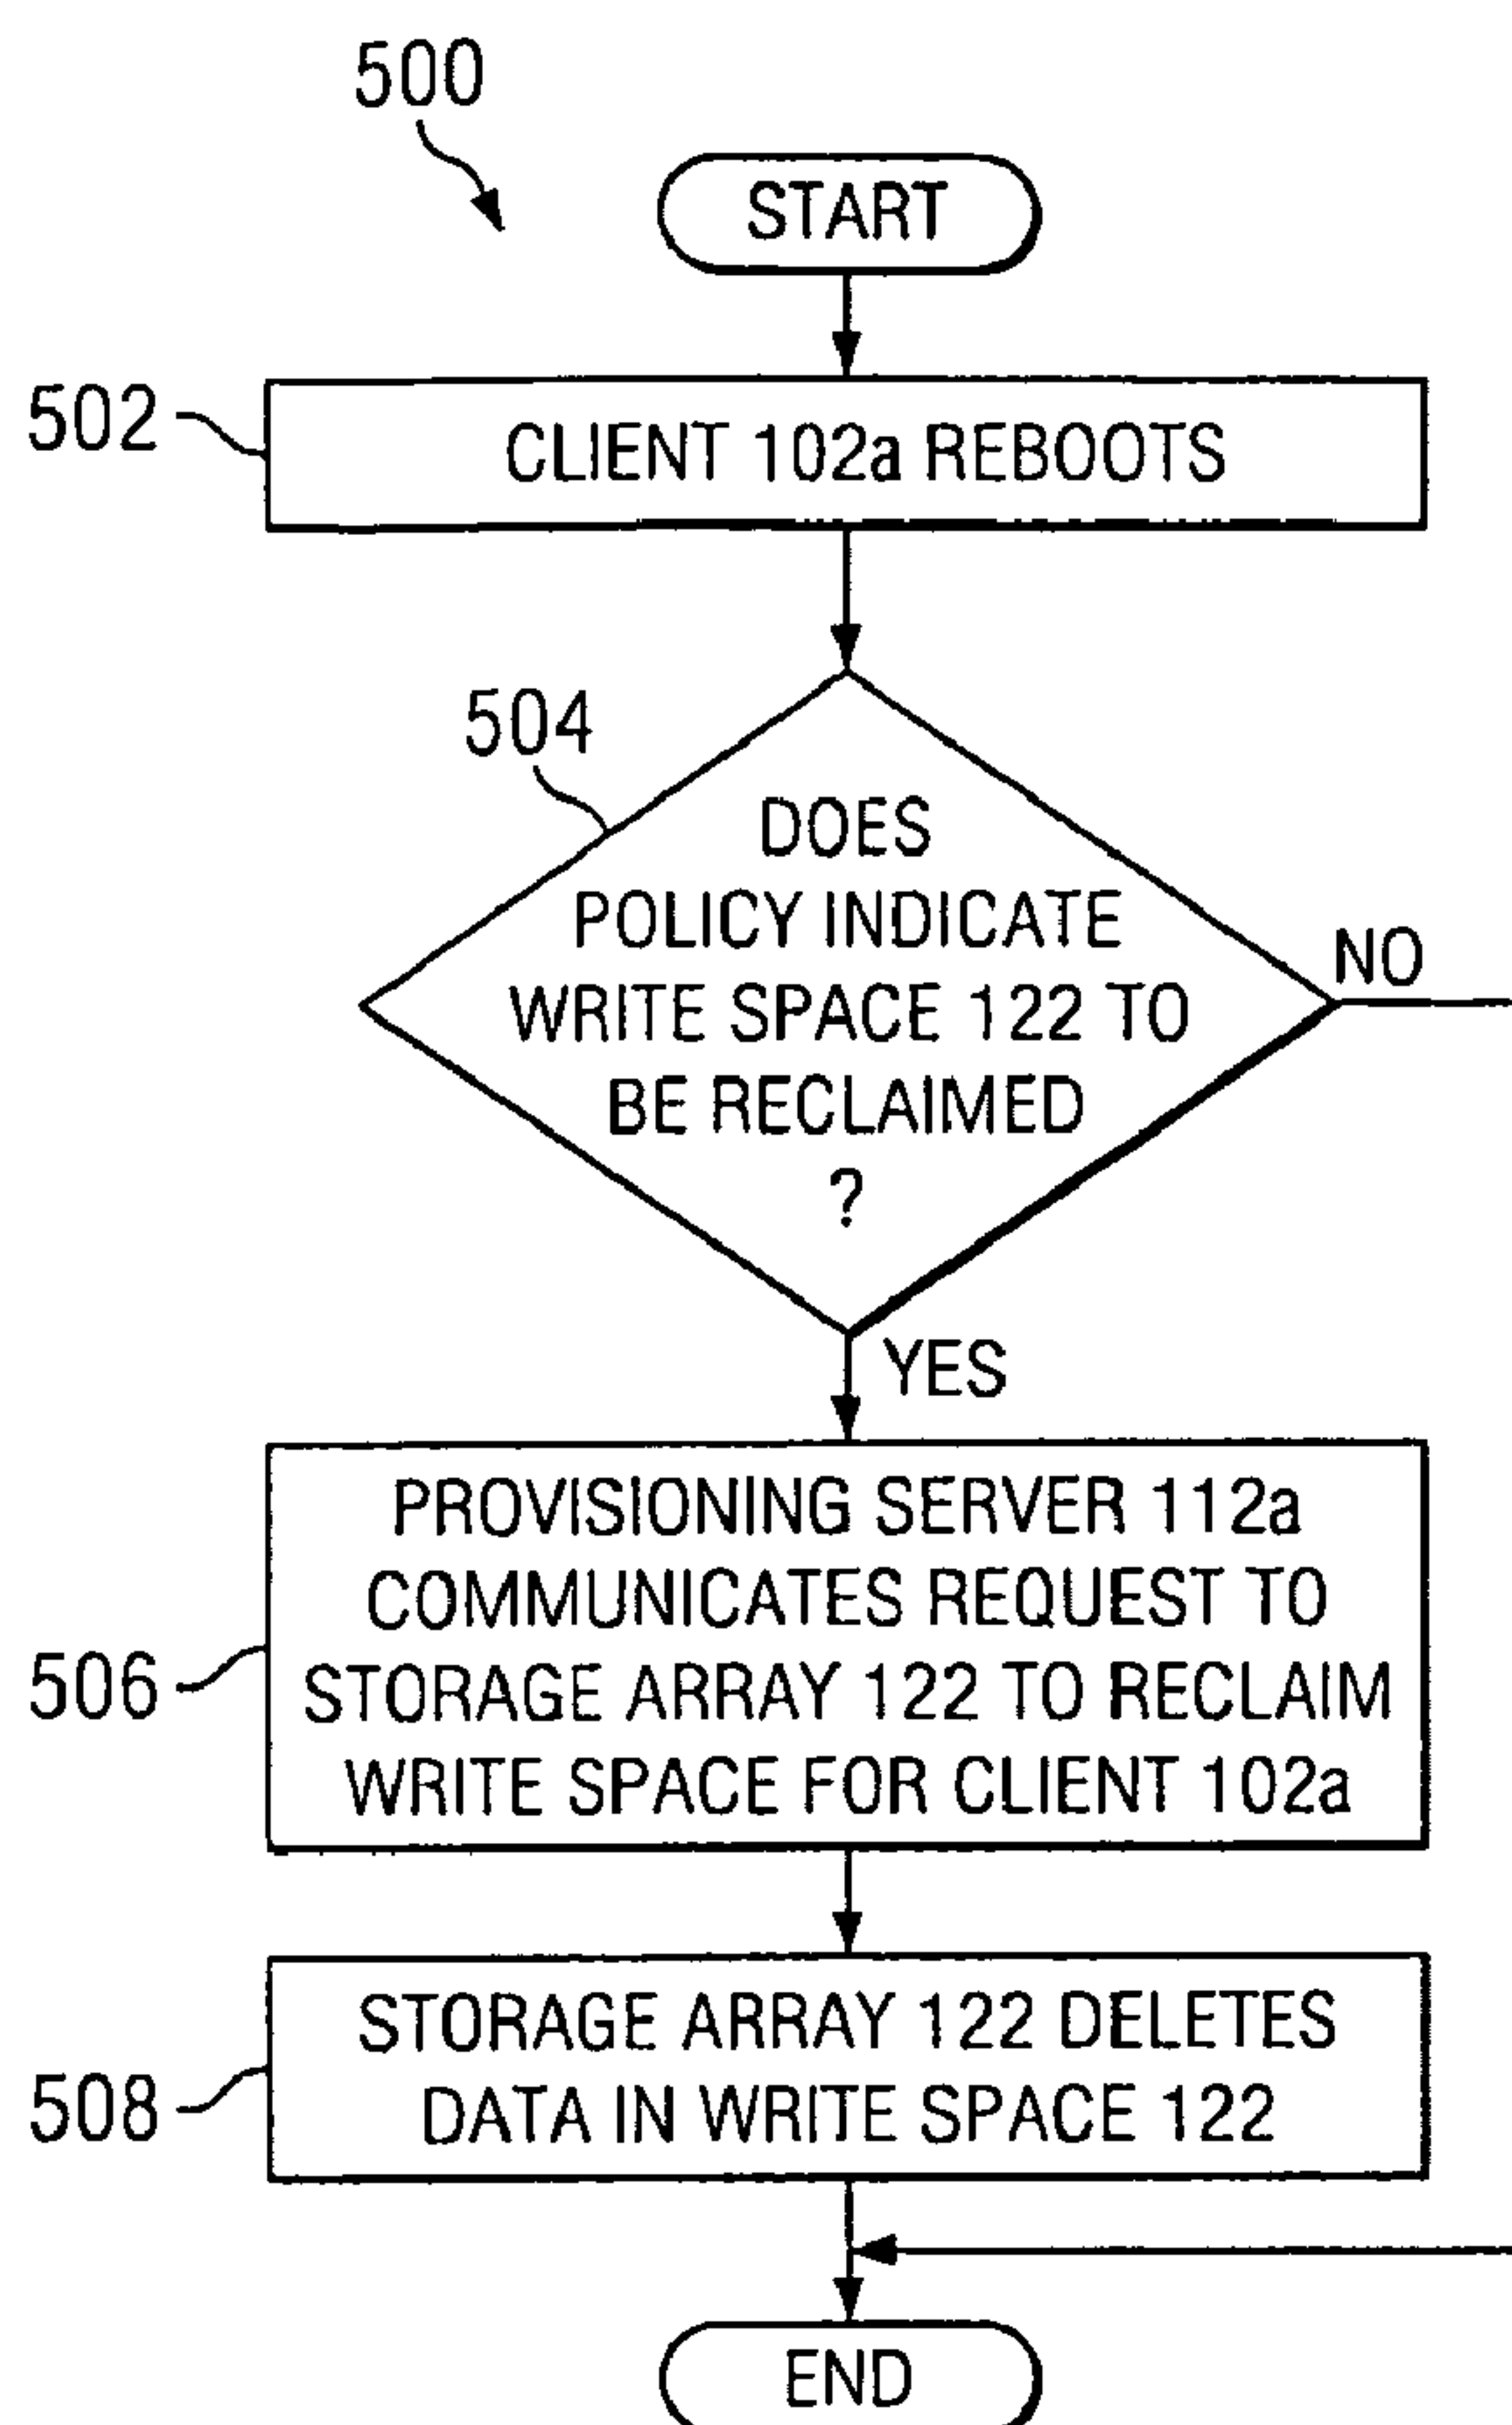 500
START
502
CLIENT 102a REBOOTS
504
DOES
POLICY INDICATE
WRITE SPACE 122 TO
BE RECLAIMED
?
NO
YES
506
PROVISIONING SERVER 112a
COMMUNICATES REQUEST TO
STORAGE ARRAY 122 TO RECLAIM
WRITE SPACE FOR CLIENT 102a
508
STORAGE ARRAY 122 DELETES
DATA IN WRITE SPACE 122
END